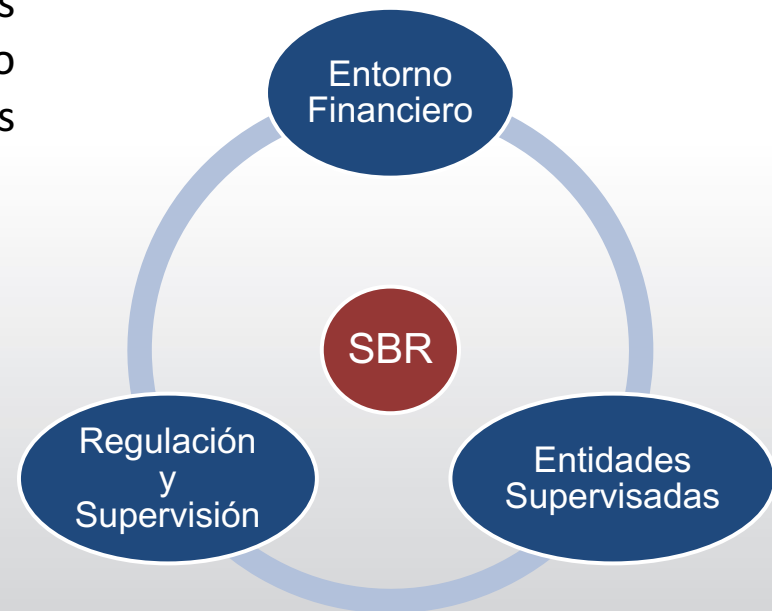 s
o
s
Entorno
Financiero
SBR
Regulación
y
Supervisión
Entidades
Supervisadas